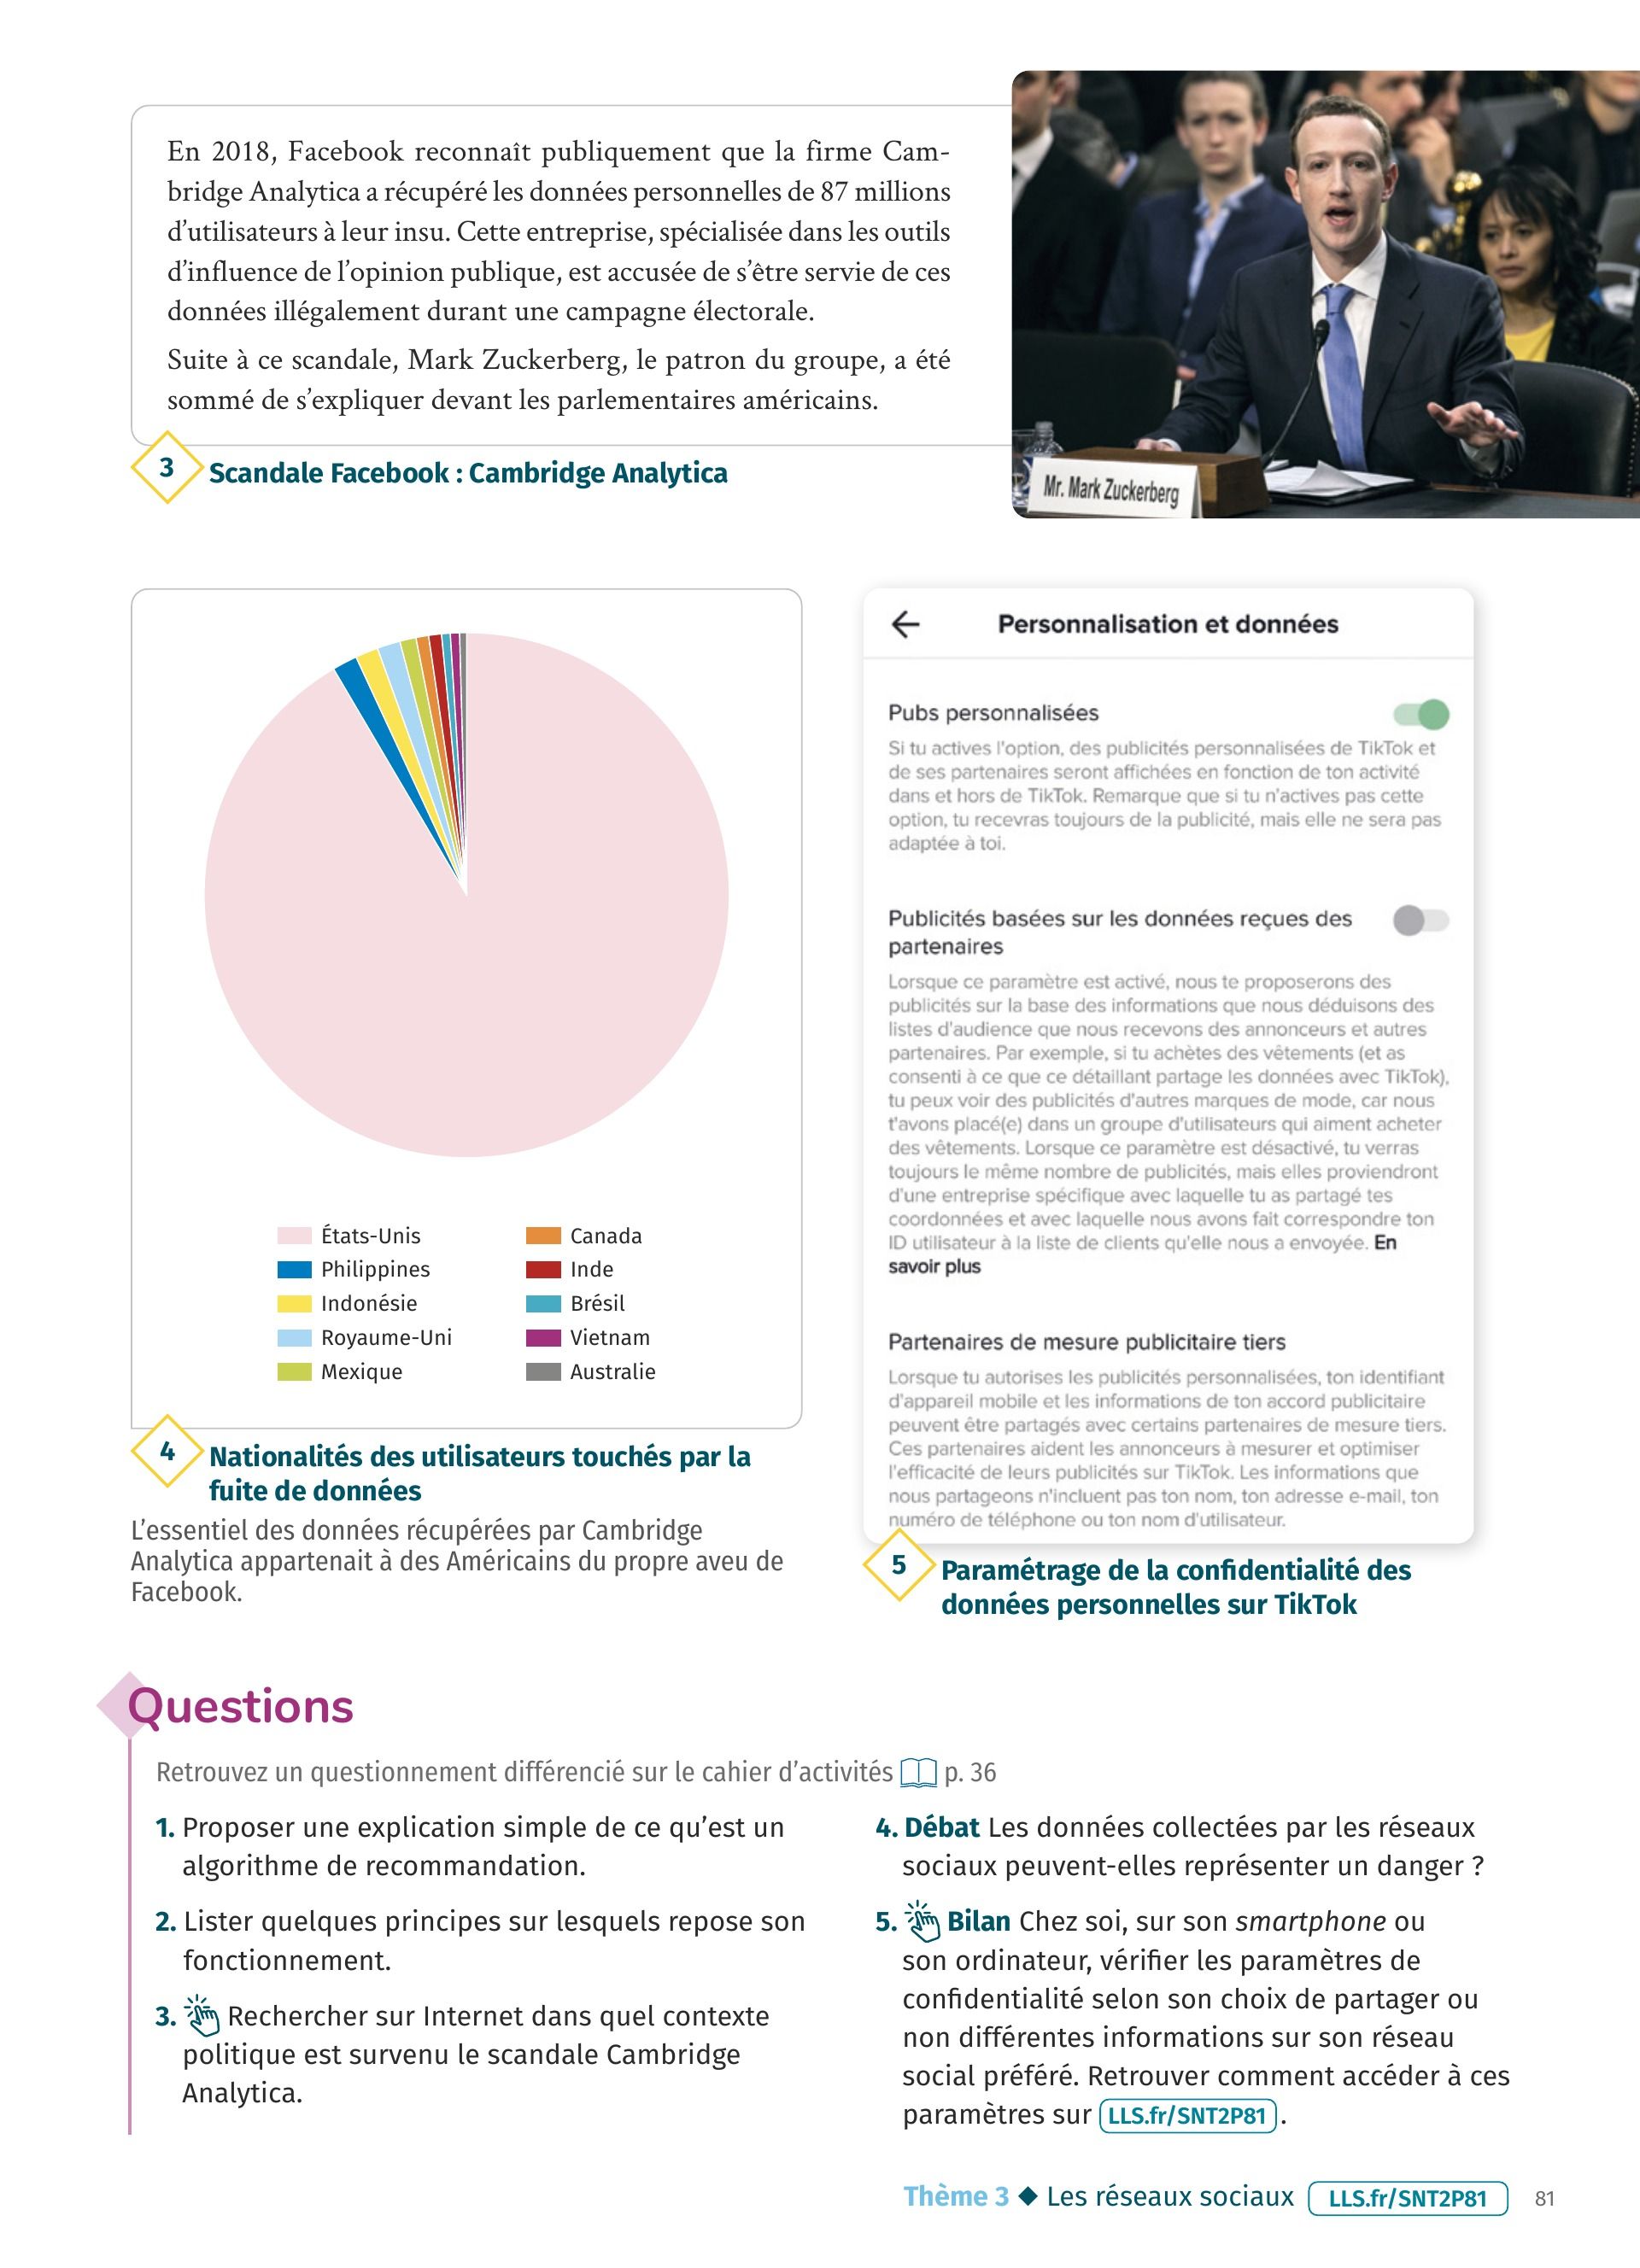 En 2018, Facebook reconnaît publiquement que la firme Cam-
bridge Analytica a récupéré les données personnelles de 87 millions
d’utilisateurs à leur insu. Cette entreprise, spécialisée dans les outils
d’influence de l’opinion publique, est accusée de s’être servie de ces
données illégalement durant une campagne électorale.
Suite à ce scandale, Mark Zuckerberg, le patron du groupe, a été
sommé de s’expliquer devant les parlementaires américains.
Mr. Mark Zuckerberg
3 Scandale Facebook : Cambridge Analytica
États-Unis
Philippines
Indonésie
Royaume-Uni
Mexique
Canada
Inde
Brésil
Vietnam
Australie
4 Nationalités des utilisateurs touchés par la
fuite de données
L’essentiel des données récupérées par Cambridge
Analytica appartenait à des Américains du propre aveu de
Facebook.
Personnalisation et données
Pubs personnalisées
Si tu actives l'option, des publicités personnalisées de TikTok et
de ses partenaires seront affichées en fonction de ton activité
dans et hors de TikTok. Remarque que si tu n'actives pas cette
option, tu recevras toujours de la publicité, mais elle ne sera pas
adaptée à toi.
Publicités basées sur les données reçues des
partenaires
Lorsque ce paramètre est activé, nous te proposerons des
publicités sur la base des informations que nous déduisons des
listes d'audience que nous recevons des annonceurs et autres
partenaires. Par exemple, si tu achètes des vêtements (et as
consenti à ce que ce détaillant partage les données avec TikTok),
tu peux voir des publicités d'autres marques de mode, car nous
t'avons placé(e) dans un groupe d'utilisateurs qui aiment acheter
des vêtements. Lorsque ce paramètre est désactivé, tu verras
toujours le même nombre de publicités, mais elles proviendront
d'une entreprise spécifique avec laquelle tu as partagé tes
coordonnées et avec laquelle nous avons fait correspondre ton
ID utilisateur à la liste de clients qu'elle nous a envoyée. En
savoir plus
Partenaires de mesure publicitaire tiers
Lorsque tu autorises les publicités personnalisées, ton identifiant
d'appareil mobile et les informations de ton accord publicitaire
peuvent être partagés avec certains partenaires de mesure tiers.
Ces partenaires aident les annonceurs à mesurer et optimiser
l'efficacité de leurs publicités sur TikTok. Les informations que
nous partageons n'incluent pas ton nom, ton adresse e-mail, ton
numéro de téléphone ou ton nom d'utilisateur.
5 Paramétrage de la confidentialité des
données personnelles sur TikTok
Questions
Retrouvez un questionnement différencié sur le cahier d’activités p. 36
1. Proposer une explication simple de ce qu’est un
algorithme de recommandation.
2. Lister quelques principes sur lesquels repose son
fonctionnement.
3. Rechercher sur Internet dans quel contexte
politique est survenu le scandale Cambridge
Analytica.
4. Débat Les données collectées par les réseaux
sociaux peuvent-elles représenter un danger ?
5. Bilan Chez soi, sur son smartphone ou
son ordinateur, vérifier les paramètres de
confidentialité selon son choix de partager ou
non différentes informations sur son réseau
social préféré. Retrouver comment accéder à ces
paramètres sur LLS.fr/SNT2P81 .
Thème 3 ◆ Les réseaux sociaux LLS.fr/SNT2P81 81